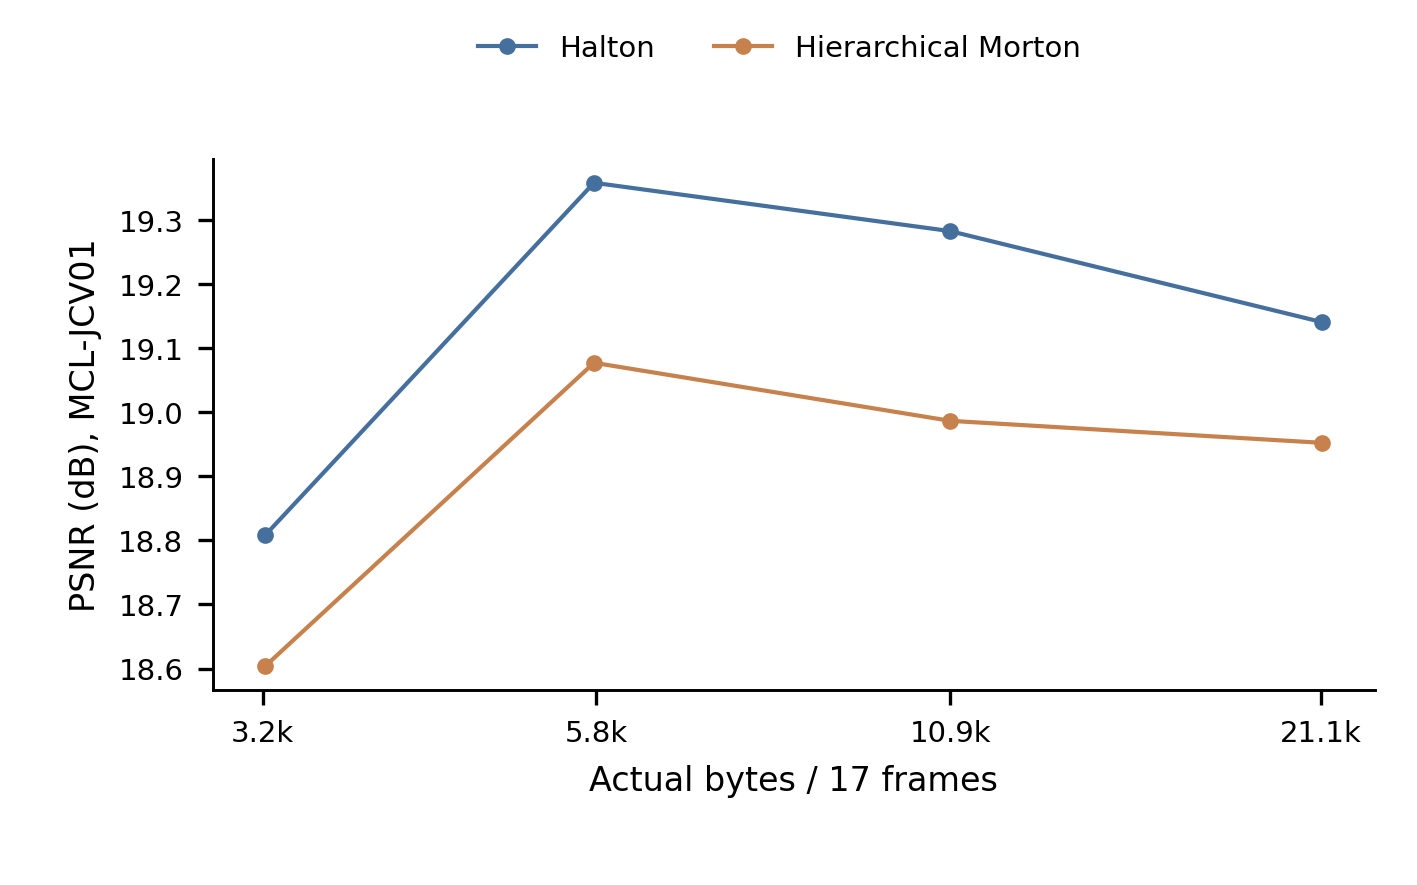 Halton
Hierarchical Morton
PSNR (dB), MCL-JCV01
19.3
19.2
19.1
19.0
18.9
18.8
18.7
18.6
3.2k
5.8k
10.9k
21.1k
Actual bytes / 17 frames